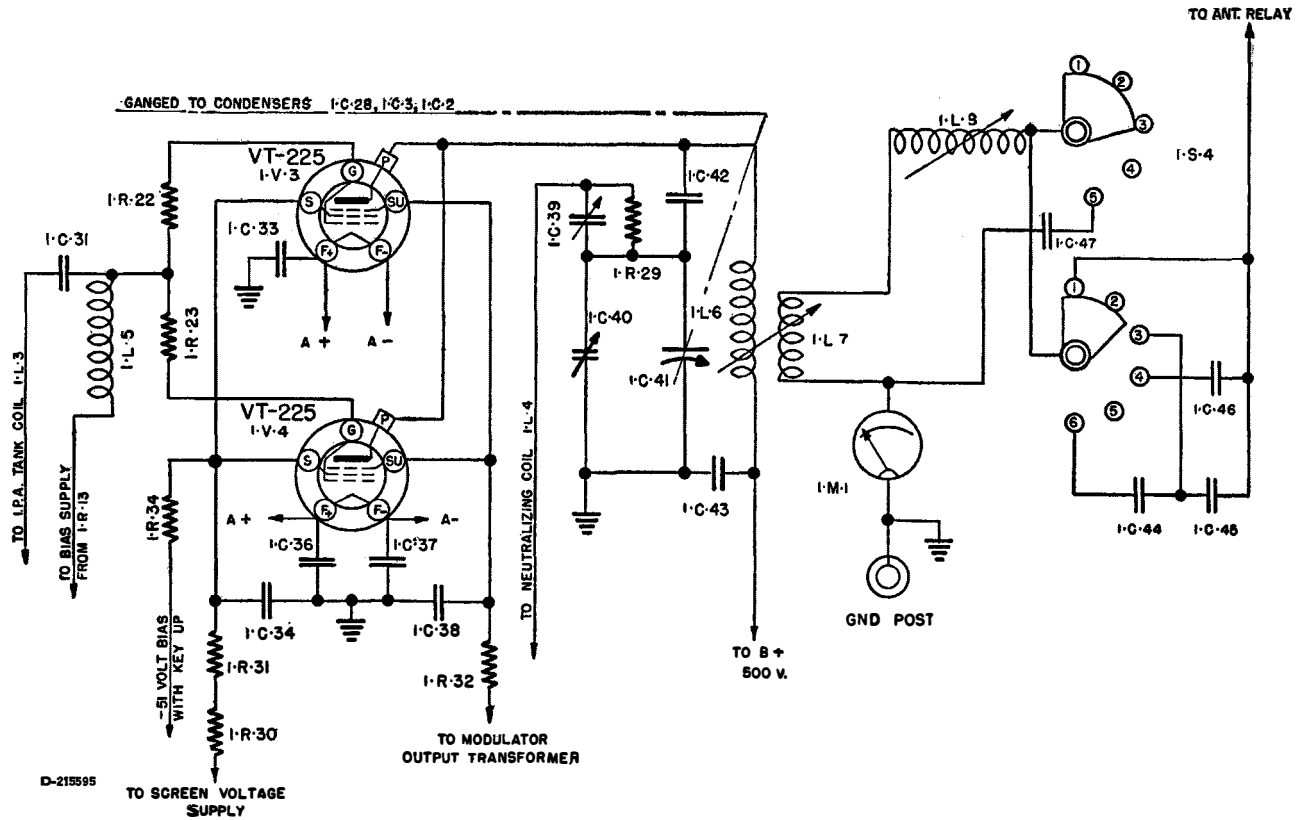 TO ANT. RELAY
GANGED TO CONDENSERS 1·C·28, 1·C·3, 1·C·2
VT-225
1·V·3
G
P
S
SU
F+
F-
1·R·22
1·C·33
1·C·31
1·R·23
1·L·5
A +
A -
1·C·42
1·C·39
1·R·29
1·C·40
1·C·41
1·L·6
1·L·7
1·L·8
1
2
3
4
5
1·S·4
1·C·47
1
2
3
4
5
6
1·C·46
1·C·44
1·C·45
VT-225
1·V·4
G
P
S
SU
F+
F-
A +
A -
TO I.P.A. TANK COIL 1·L·3
TO BIAS SUPPLY
FROM 1·R·13
1·R·34
-51 VOLT BIAS
WITH KEY UP
1·C·36
1·C·37
1·C·34
1·C·38
1·R·31
1·R·30
1·R·32
TO NEUTRALIZING COIL 1·L·4
1·C·43
1·M·1
GND POST
TO B +
500 V.
TO MODULATOR
OUTPUT TRANSFORMER
D-215595
TO SCREEN VOLTAGE
SUPPLY